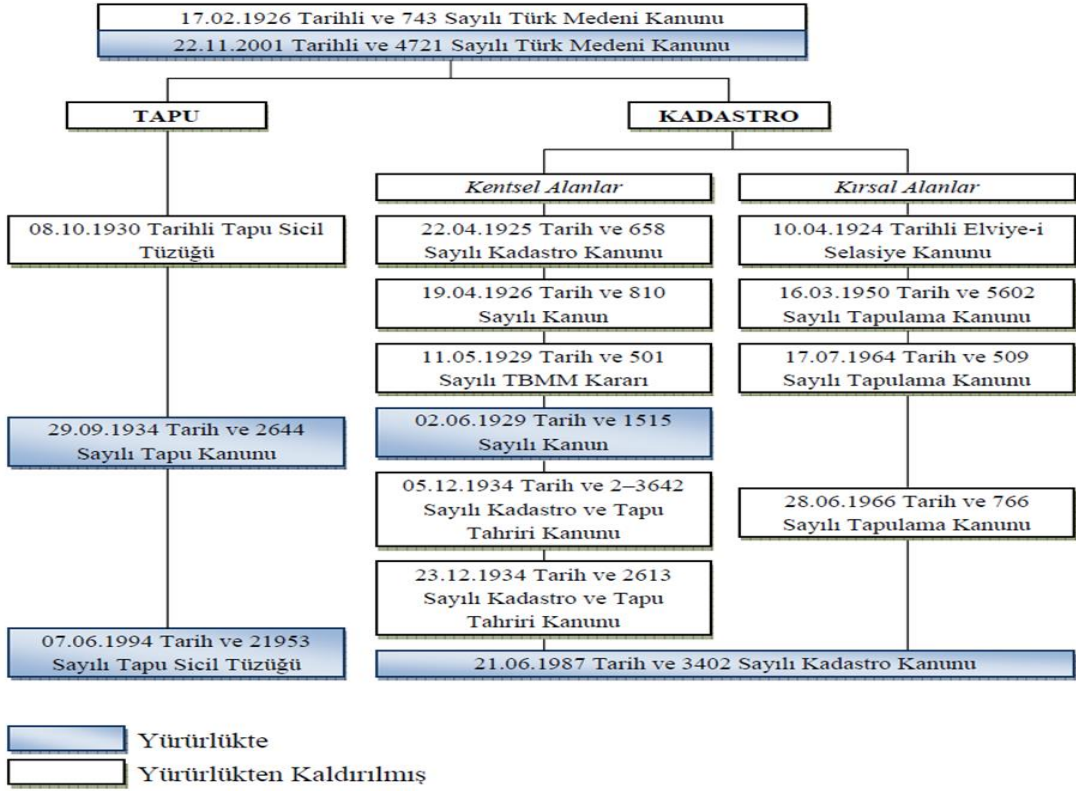 17.02.1926 Tarihli ve 743 Sayılı Türk Medeni Kanunu
22.11.2001 Tarihli ve 4721 Sayılı Türk Medeni Kanunu
TAPU
KADASTRO
Kentsel Alanlar
Kırsal Alanlar
08.10.1930 Tarihli Tapu Sicil
Tüzüğü
22.04.1925 Tarih ve 658
Sayılı Kadastro Kanunu
10.04.1924 Tarihli Elviye-i
Selasiye Kanunu
19.04.1926 Tarih ve 810
Sayılı Kanun
16.03.1950 Tarih ve 5602
Sayılı Tapulama Kanunu
11.05.1929 Tarih ve 501
Sayılı TBMM Kararı
17.07.1964 Tarih ve 509
Sayılı Tapulama Kanunu
29.09.1934 Tarih ve 2644
Sayılı Tapu Kanunu
02.06.1929 Tarih ve 1515
Sayılı Kanun
05.12.1934 Tarih ve 2–3642
Sayılı Kadastro ve Tapu
Tahriri Kanunu
28.06.1966 Tarih ve 766
Sayılı Tapulama Kanunu
23.12.1934 Tarih ve 2613
Sayılı Kadastro ve Tapu
Tahriri Kanunu
07.06.1994 Tarih ve 21953
Sayılı Tapu Sicil Tüzüğü
21.06.1987 Tarih ve 3402 Sayılı Kadastro Kanunu
Yürürlükte
Yürürlükten Kaldırılmış